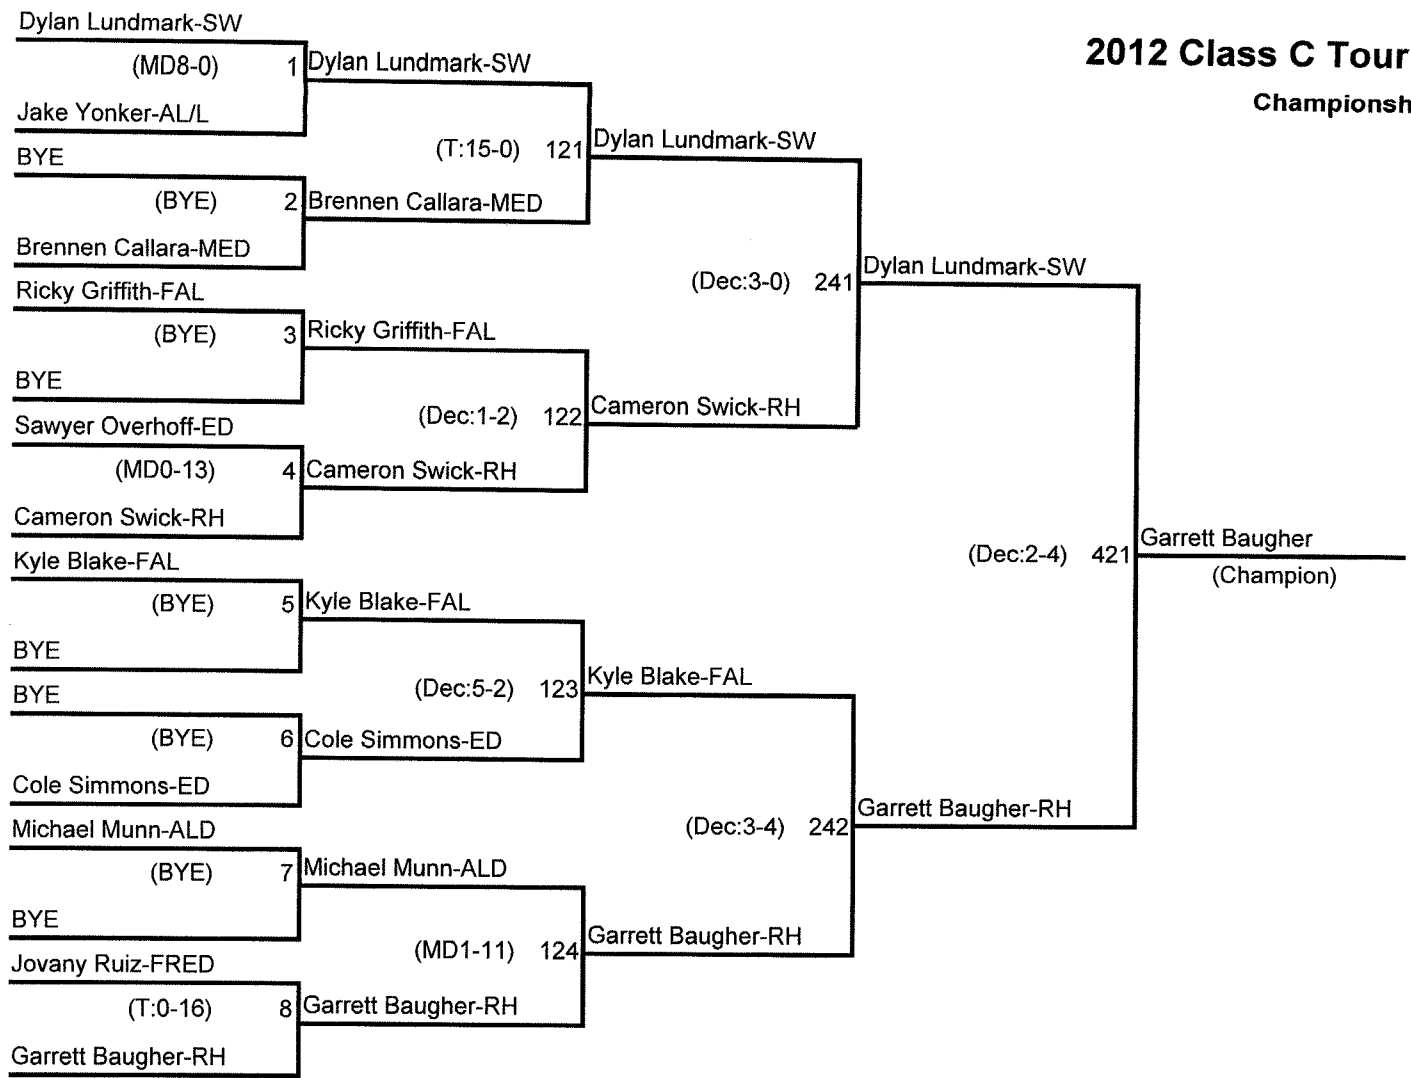 2012 Class C Tour
Championsh
Dylan Lundmark-SW
(MD8-0) 1
Jake Yonker-AL/L
BYE
(BYE) 2
Brennen Callara-MED
Ricky Griffith-FAL
(BYE) 3
BYE
Sawyer Overhoff-ED
(MD0-13) 4
Cameron Swick-RH
Kyle Blake-FAL
(BYE) 5
BYE
BYE
(BYE) 6
Cole Simmons-ED
Michael Munn-ALD
(BYE) 7
BYE
Jovany Ruiz-FRED
(T:0-16) 8
Garrett Baugher-RH
Dylan Lundmark-SW
(T:15-0) 121
Brennen Callara-MED
Ricky Griffith-FAL
(Dec:1-2) 122
Cameron Swick-RH
Kyle Blake-FAL
(Dec:5-2) 123
Cole Simmons-ED
Michael Munn-ALD
(MD1-11) 124
Garrett Baugher-RH
Dylan Lundmark-SW
(Dec:3-0) 241
Cameron Swick-RH
Kyle Blake-FAL
(Dec:3-4) 242
Garrett Baugher-RH
Dylan Lundmark-SW
(Dec:2-4) 421
Garrett Baugher-RH
Garrett Baugher
(Champion)